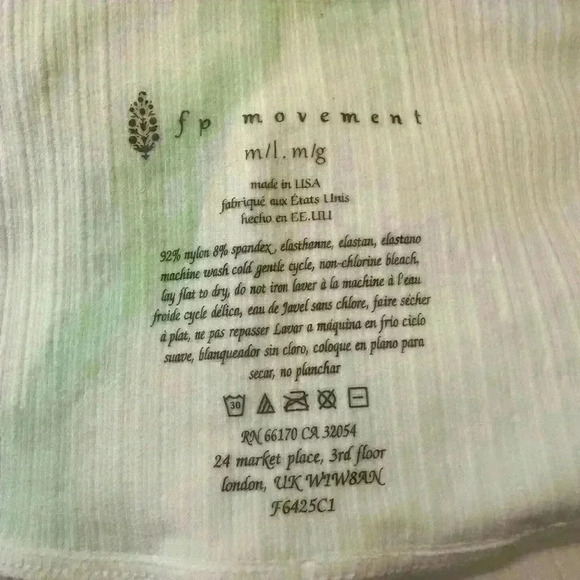 fp movement
m/l . m/g
made in USA
fabriqué aux États Unis
hecho en EE.UU
92% nylon 8% spandex, elasthanne, elastan, elastano
machine wash cold gentle cycle, non-chlorine bleach,
lay flat to dry, do not iron laver à la machine à l'eau
froide cycle délica, eau de Javel sans chlore, faire sècher
à plat, ne pas repasser Lavar a máquina en frío ciclo
suave, blanqueador sin cloro, coloque en plano para
secar, no planchar
30
RN 66170 CA 32054
24 market place, 3rd floor
london, UK W1W8AN
F6425C1